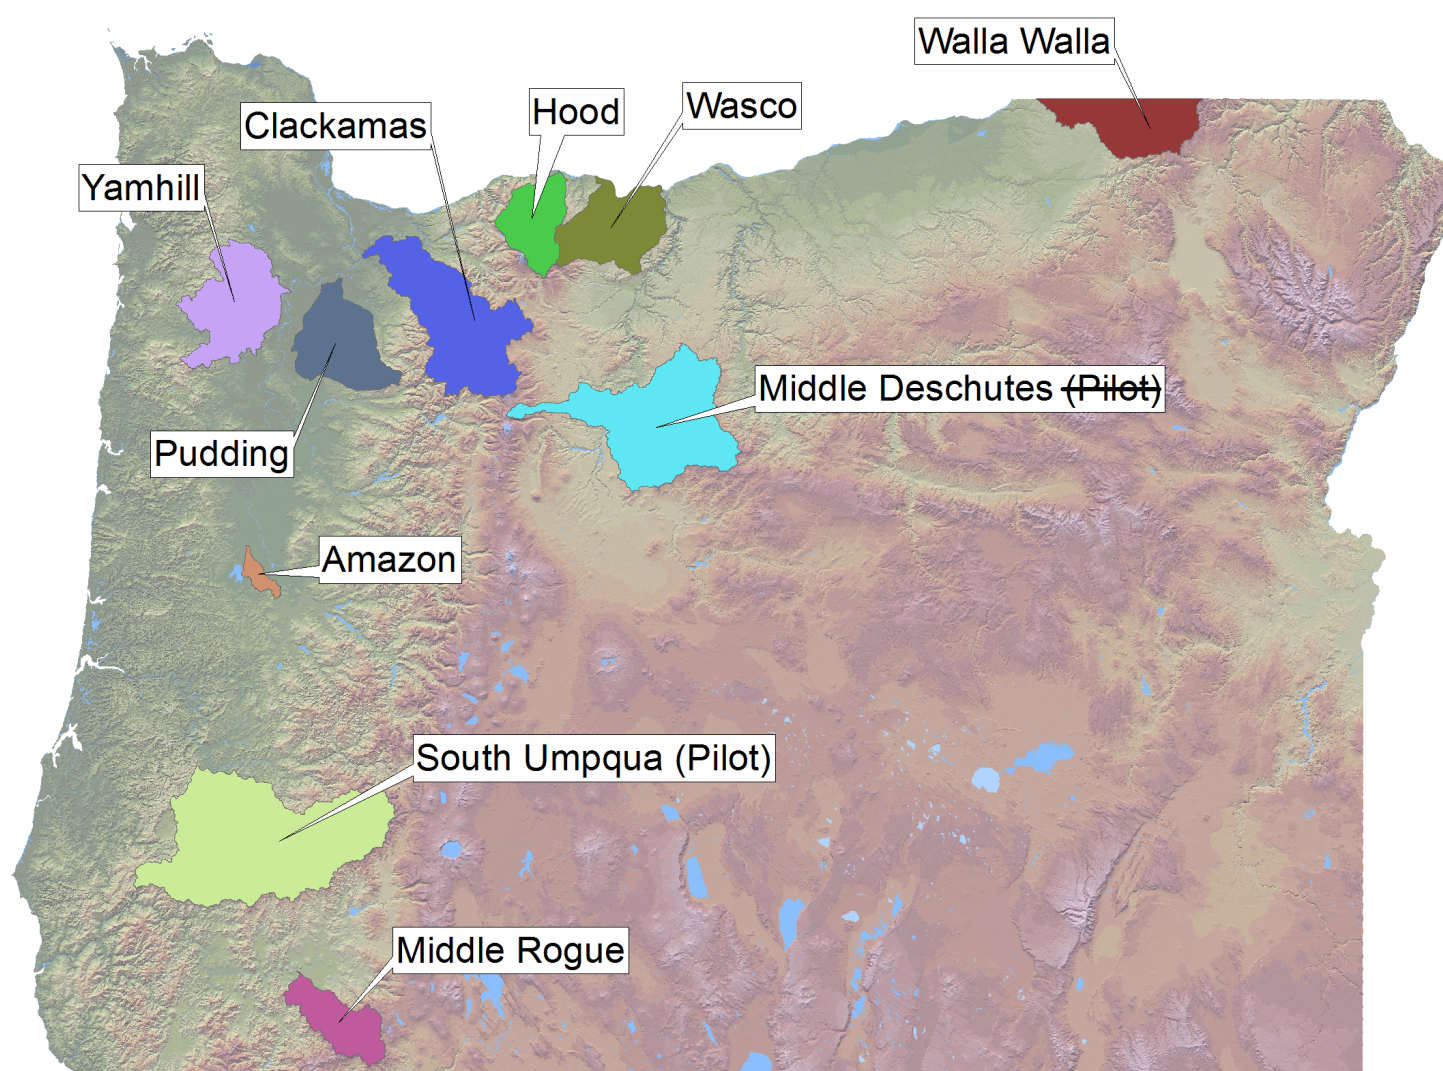 Walla Walla
Hood
Wasco
Clackamas
Yamhill
Middle Deschutes (Pilot)
Pudding
Amazon
South Umpqua (Pilot)
Middle Rogue